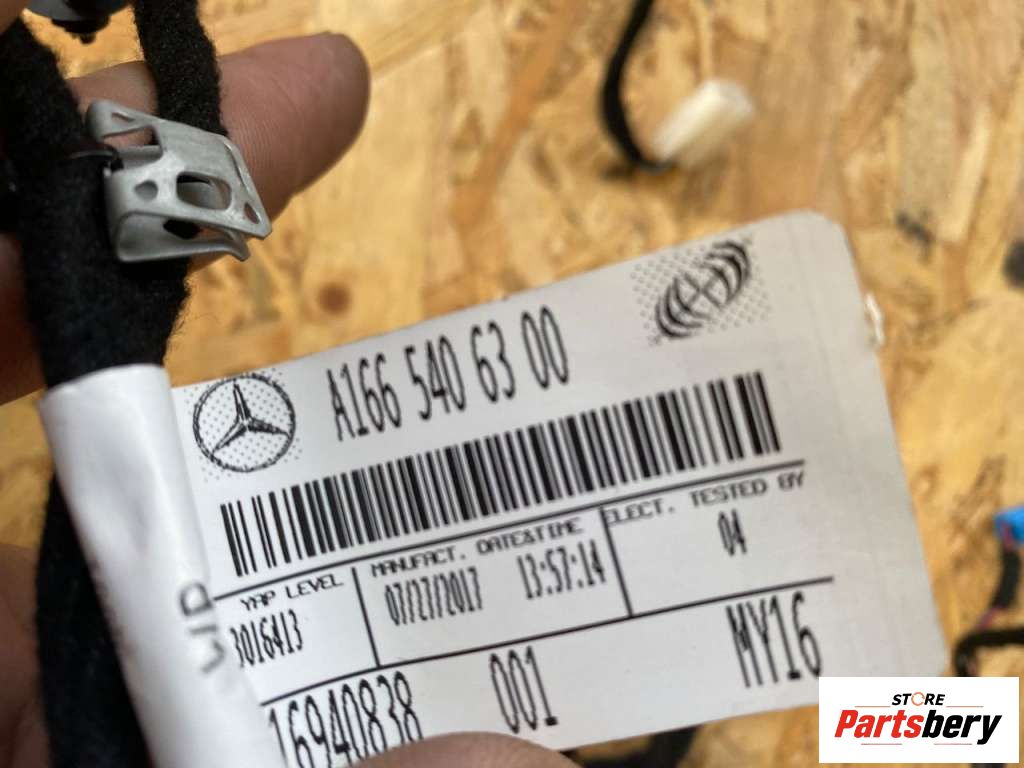 A166 540 63 00
YAP LEVEL
3016413
MANUFACT. DATE&TIME
07/27/2017 13:57:14
ELECT. TESTED BY
04
16940838 001 MY16
STORE
Partsbery